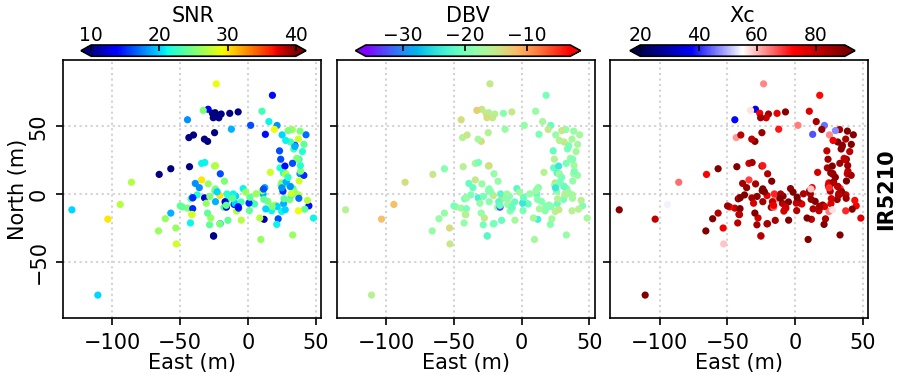 SNR DBV Xc
10 20 30 40 −30 −20 −10 20 40 60 80
50
0
−50
North (m)
−100 −50 0 50 −100 −50 0 50 −100 −50 0 50
East (m) East (m) East (m)
IR5210